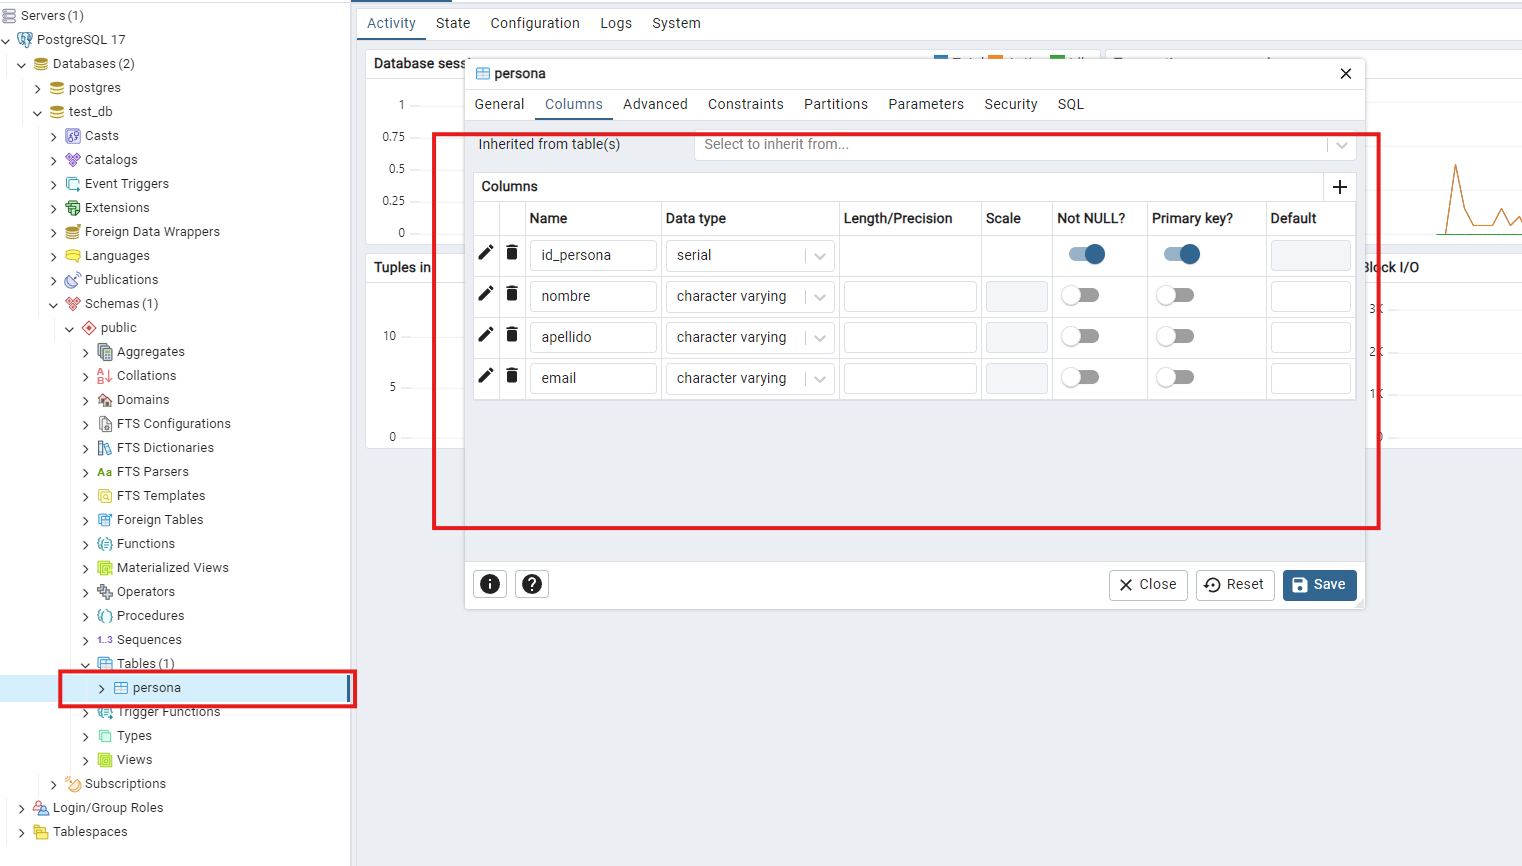 Servers (1)
PostgreSQL 17
Databases (2)
postgres
test_db
Casts
Catalogs
Event Triggers
Extensions
Foreign Data Wrappers
Languages
Publications
Schemas (1)
public
Aggregates
Collations
Domains
FTS Configurations
FTS Dictionaries
Aa FTS Parsers
FTS Templates
Foreign Tables
Functions
Materialized Views
Operators
Procedures
1..3 Sequences
Tables (1)
persona
Trigger Functions
Types
Views
Subscriptions
Login/Group Roles
Tablespaces
Activity State Configuration Logs System
Database
1
0.75
0.5
0.25
0
Tuples in
10
5
0
Block I/O
3K
2K
1K
0
persona
General Columns Advanced Constraints Partitions Parameters Security SQL
Inherited from table(s) Select to inherit from...
Columns
Name Data type Length/Precision Scale Not NULL? Primary key? Default
id_persona serial
nombre character varying
apellido character varying
email character varying
Close Reset Save